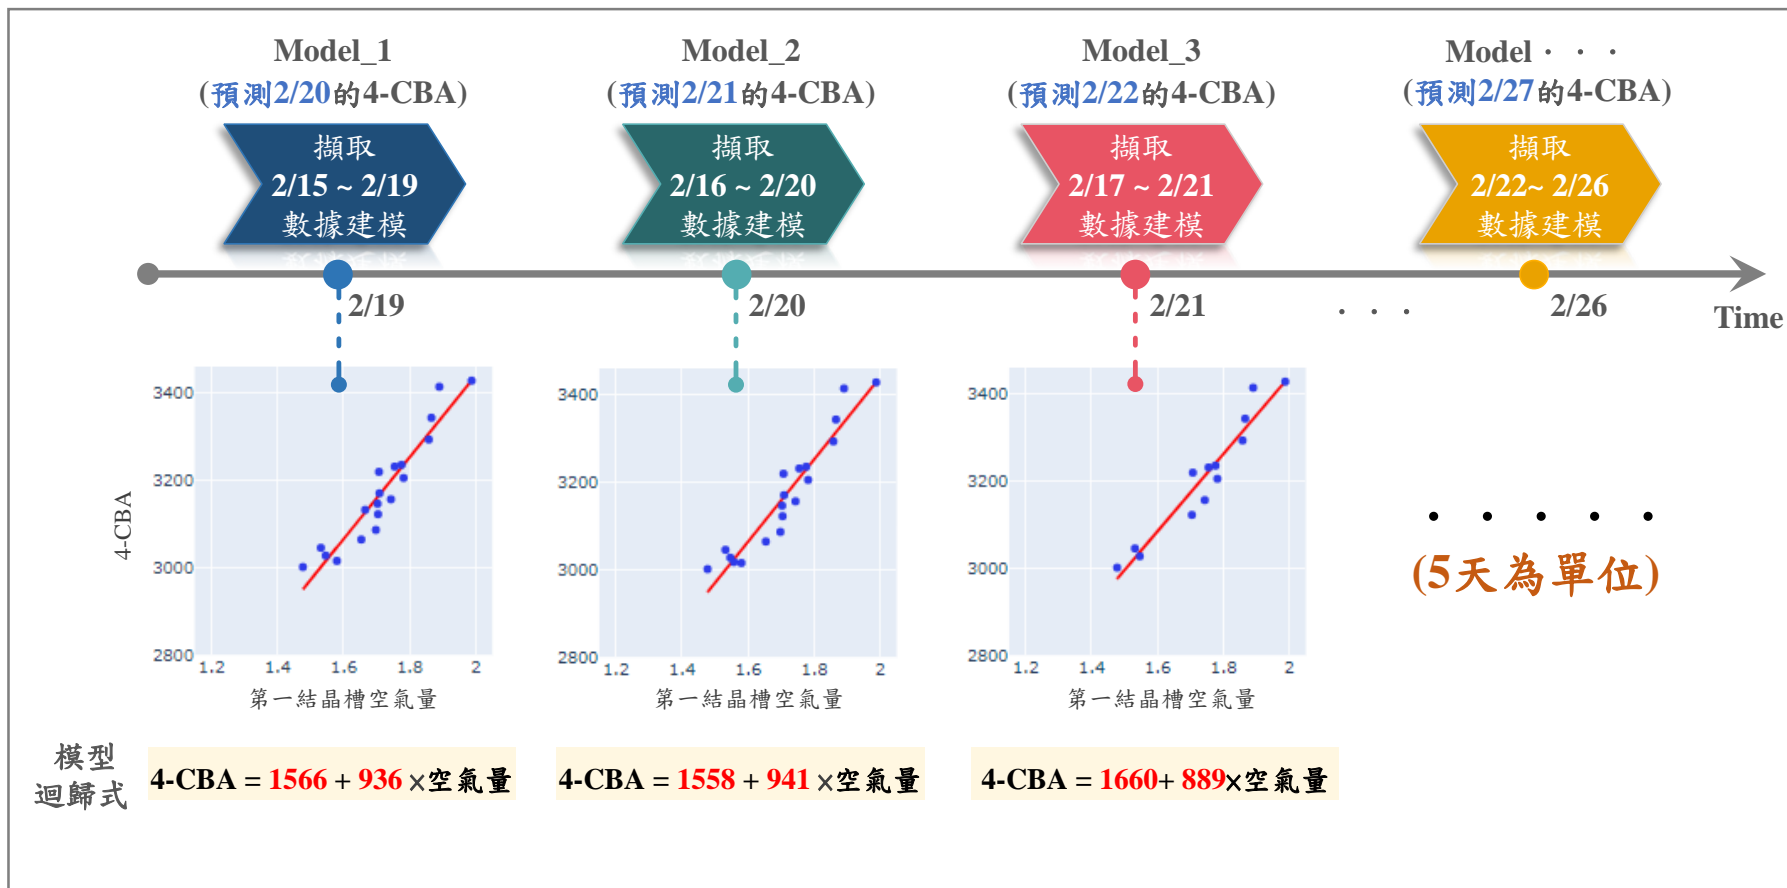 Model_1
(預測2/20的4-CBA)
擷取
2/15 ~ 2/19
數據建模
2/19
Model_2
(預測2/21的4-CBA)
擷取
2/16 ~ 2/20
數據建模
2/20
Model_3
(預測2/22的4-CBA)
擷取
2/17 ~ 2/21
數據建模
2/21
Model · · ·
(預測2/27的4-CBA)
擷取
2/22~ 2/26
數據建模
· · ·
2/26
Time
4-CBA
3400
3200
3000
2800
1.2 1.4 1.6 1.8 2
第一結晶槽空氣量
3400
3200
3000
2800
1.2 1.4 1.6 1.8 2
第一結晶槽空氣量
3400
3200
3000
2800
1.2 1.4 1.6 1.8 2
第一結晶槽空氣量
· · · · ·
(5天為單位)
模型
迴歸式
4-CBA = 1566 + 936 ×空氣量
4-CBA = 1558 + 941 ×空氣量
4-CBA = 1660+ 889×空氣量